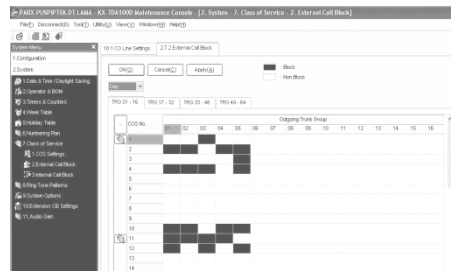 PABX PUSPIPTEK DT LAMA - KX-TDA100D Maintenance Console - [2. System - 7. Class of Service - 2. External Call Block]
File(F) Disconnect(D) Tool(T) Utility(U) View(V) Window(W) Help(H)
System Menu X
1.Configuration
2.System
1.Date & Time / Daylight Saving
2.Operator & BGM
3.Timers & Counters
4.Week Table
5.Holiday Table
6.Numbering Plan
7.Class of Service
1.COS Settings
2.External Call Block
3.Internal Call Block
8.Ring Tone Patterns
9.System Options
10.Extension CID Settings
11.Audio Gain
10.1 CO Line Settings 2.7.2 External Call Block
OK(O) Cancel(C) Apply(A)
: Block
: Non Block
Day
TRG 01 - 16 TRG 17 - 32 TRG 33 - 48 TRG 49 - 64
COS No. Outgoing Trunk Group
01 02 03 04 05 06 07 08 09 10 11 12 13 14 15 16
1
2
3
4
5
6
7
8
9
10
11
12
13
14